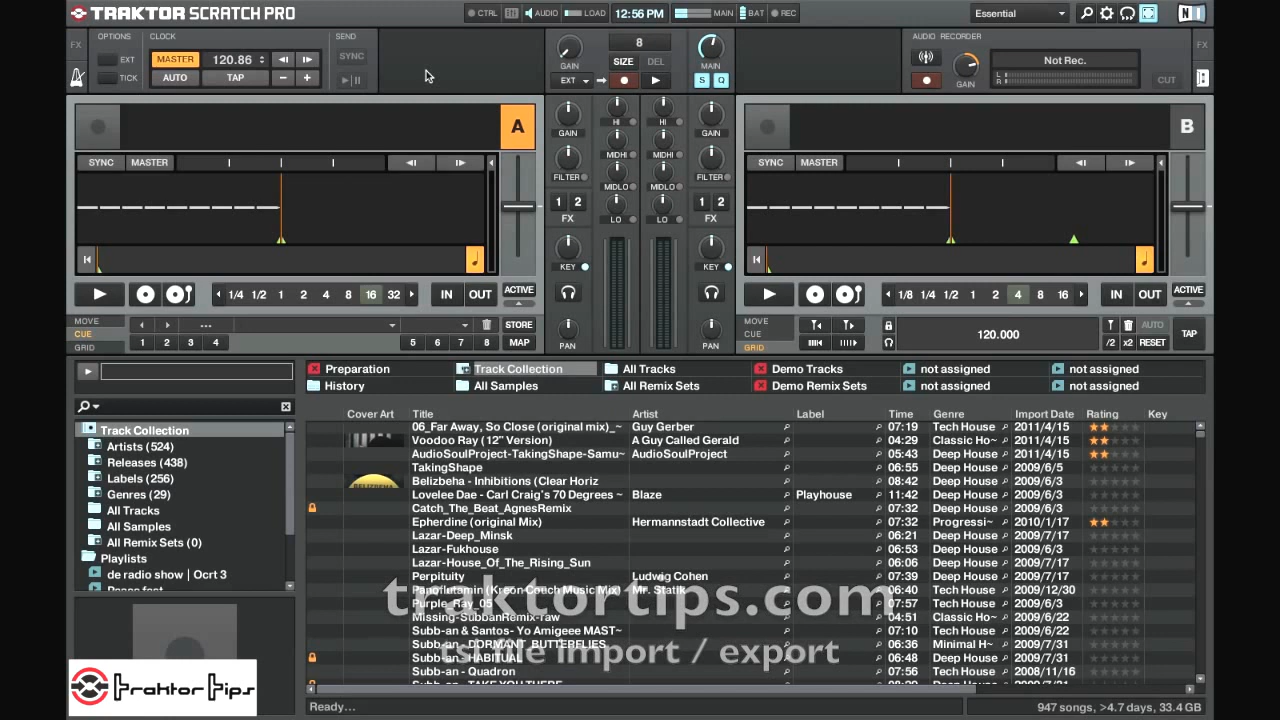 TRAKTOR SCRATCH PRO
CTRL AUDIO LOAD 12:56 PM MAIN BAT REC
Essential
FX OPTIONS CLOCK SEND
EXT MASTER 120.86 SYNC
TICK AUTO TAP − +
GAIN 8 MAIN
SIZE DEL
EXT S Q
AUDIO RECORDER FX
Not Rec.
L
R
GAIN CUT
A
SYNC MASTER
GAIN HI HI GAIN
MIDHI MIDHI
FILTER MIDLO MIDLO FILTER
1 2 LO LO 1 2
FX FX
KEY KEY
PAN PAN
B
SYNC MASTER
1/4 1/2 1 2 4 8 16 32 IN OUT ACTIVE
1/8 1/4 1/2 1 2 4 8 16 IN OUT ACTIVE
MOVE
CUE
GRID
--- STORE
1 2 3 4 5 6 7 8 MAP
MOVE
CUE
GRID
120.000
AUTO TAP
/2 x2 RESET
Preparation Track Collection All Tracks Demo Tracks not assigned not assigned
History All Samples All Remix Sets Demo Remix Sets not assigned not assigned
Track Collection
Artists (524)
Releases (438)
Labels (256)
Genres (29)
All Tracks
All Samples
All Remix Sets (0)
Playlists
de radio show | Ocrt 3
Cover Art Title Artist Label Time Genre Import Date Rating Key
06_Far Away, So Close (original mix)_~ Guy Gerber 07:19 Tech House 2011/4/15
Voodoo Ray (12" Version) A Guy Called Gerald 04:29 Classic Ho~ 2011/4/15
AudioSoulProject-TakingShape-Samu~ AudioSoulProject 05:43 Deep House 2011/4/15
TakingShape 06:55 Deep House 2009/6/5
Belizbeha - Inhibitions (Clear Horiz 08:42 Deep House 2009/6/3
Lovelee Dae - Carl Craig's 70 Degrees ~ Blaze Playhouse 11:42 Deep House 2009/6/3
Catch_The_Beat_AgnesRemix 07:32 Deep House 2009/6/3
Epherdine (original Mix) Hermannstadt Collective 07:32 Progressi~ 2010/1/17
Lazar-Deep_Minsk 06:21 Deep House 2009/7/17
Lazar-Fukhouse 06:53 Deep House 2009/6/3
Lazar-House_Of_The_Rising_Sun 06:06 Deep House 2009/7/17
Perpituity Ludwig Cohen 07:39 Deep House 2009/7/17
(Kreon Couch Music Mix) Mr. Statik 06:40 Tech House 2009/12/30
Purple_Ray_05 07:57 Tech House 2009/6/3
Missing-SubbanRemix-raw 04:51 Classic Ho~ 2009/6/22
Subb-an & Santos- Yo Amigeee MAST~ 07:10 Tech House 2009/6/22
Subb-an - DORMANT_BUTTERFLIES 06:36 Minimal H~ 2009/7/31
Subb-an - HABITUAL 06:48 Deep House 2009/7/31
Subb-an - Quadron 07:56 Tech House 2008/11/16
Subb-an - TAKE YOU THERE
traktortips.com
import / export
traktor tips
Ready...
947 songs, >4.7 days, 33.4 GB